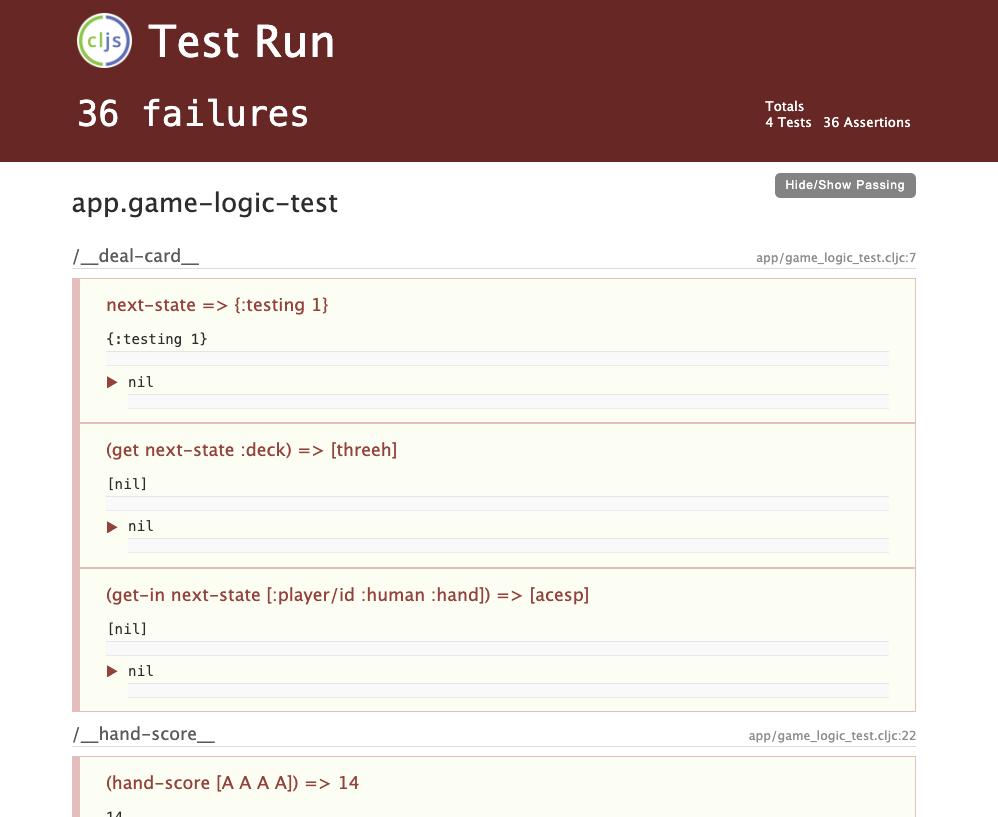 cljs Test Run
36 failures
Totals
4 Tests 36 Assertions
Hide/Show Passing
app.game-logic-test
/__deal-card__ app/game_logic_test.cljc:7
next-state => {:testing 1}
{:testing 1}
nil
(get next-state :deck) => [threeh]
[nil]
nil
(get-in next-state [:player/id :human :hand]) => [acesp]
[nil]
nil
/__hand-score__ app/game_logic_test.cljc:22
(hand-score [A A A A]) => 14
14